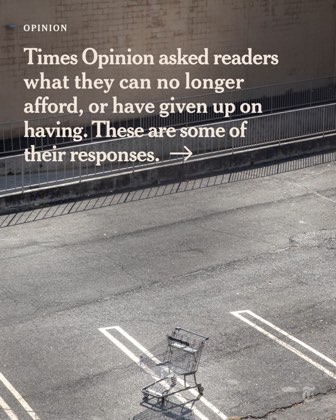 OPINION
Times Opinion asked readers
what they can no longer
afford, or have given up on
having. These are some of
their responses. →